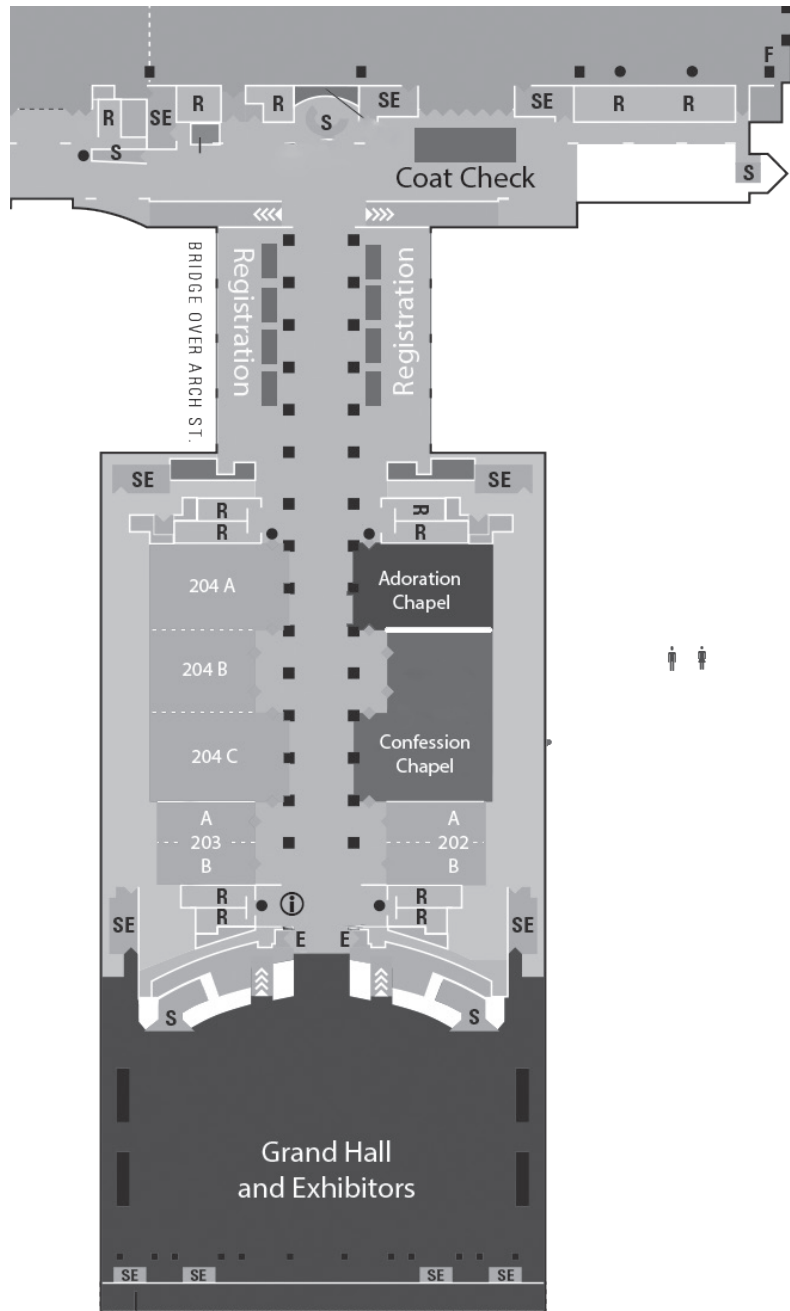 F
R
SE
R
R
SE
SE
R
R
S
S
S
Coat Check
BRIDGE OVER ARCH ST.
Registration
Registration
SE
SE
R
R
R
R
204 A
Adoration
Chapel
204 B
204 C
Confession
Chapel
A
203
B
A
202
B
R
R
SE
R
R
SE
i
E
E
S
S
Grand Hall
and Exhibitors
SE
SE
SE
SE